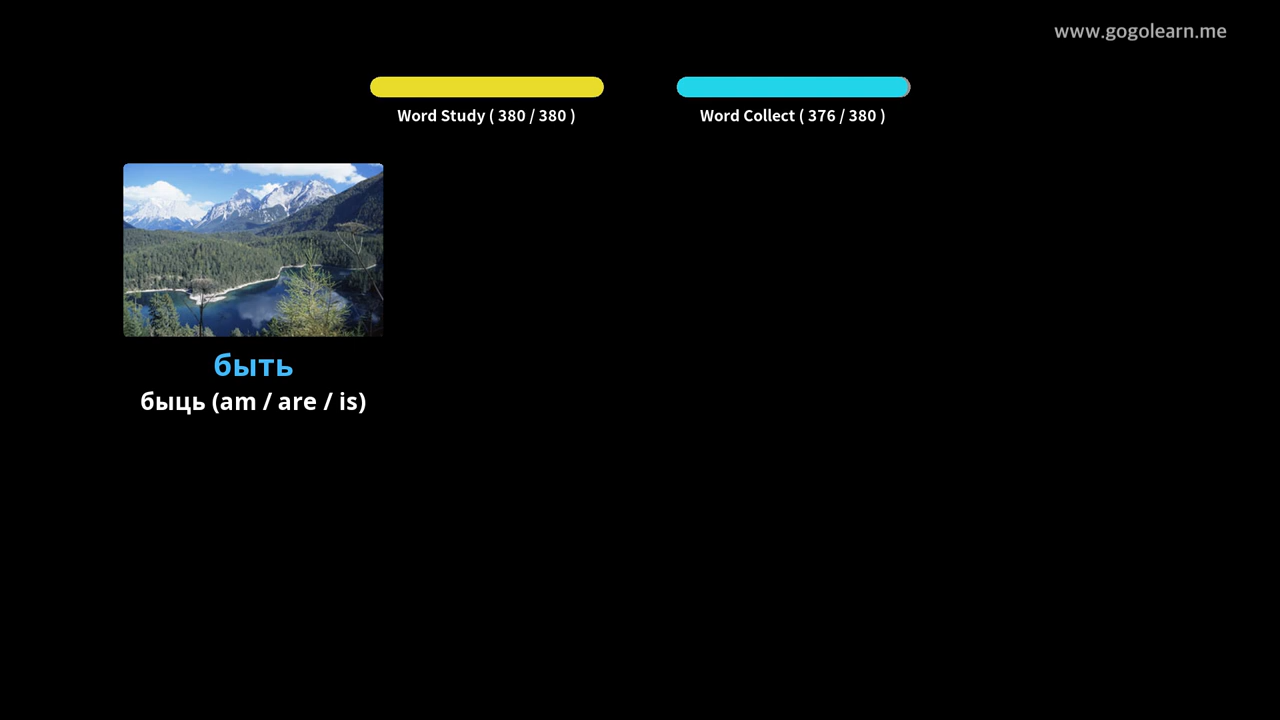 www.gogolearn.me
Word Study ( 380 / 380 )
Word Collect ( 376 / 380 )
быть
быць (am / are / is)